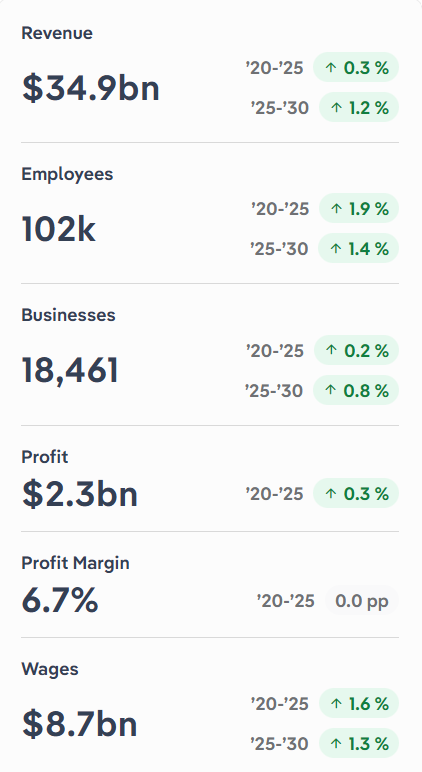 Revenue
$34.9bn
’20-’25 ↑ 0.3 %
’25-’30 ↑ 1.2 %
Employees
102k
’20-’25 ↑ 1.9 %
’25-’30 ↑ 1.4 %
Businesses
18,461
’20-’25 ↑ 0.2 %
’25-’30 ↑ 0.8 %
Profit
$2.3bn
’20-’25 ↑ 0.3 %
Profit Margin
6.7%
’20-’25 0.0 pp
Wages
$8.7bn
’20-’25 ↑ 1.6 %
’25-’30 ↑ 1.3 %